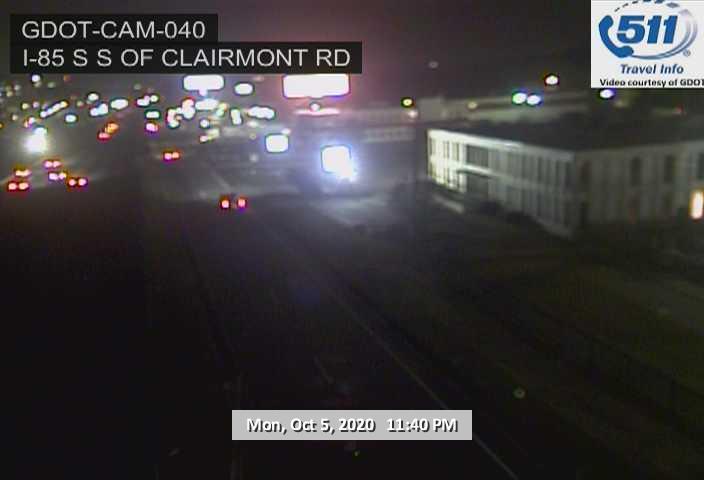 GDOT-CAM-040
I-85 S S OF CLAIRMONT RD
511
Travel Info
Video courtesy of GDOT
Mon, Oct 5, 2020 11:40 PM